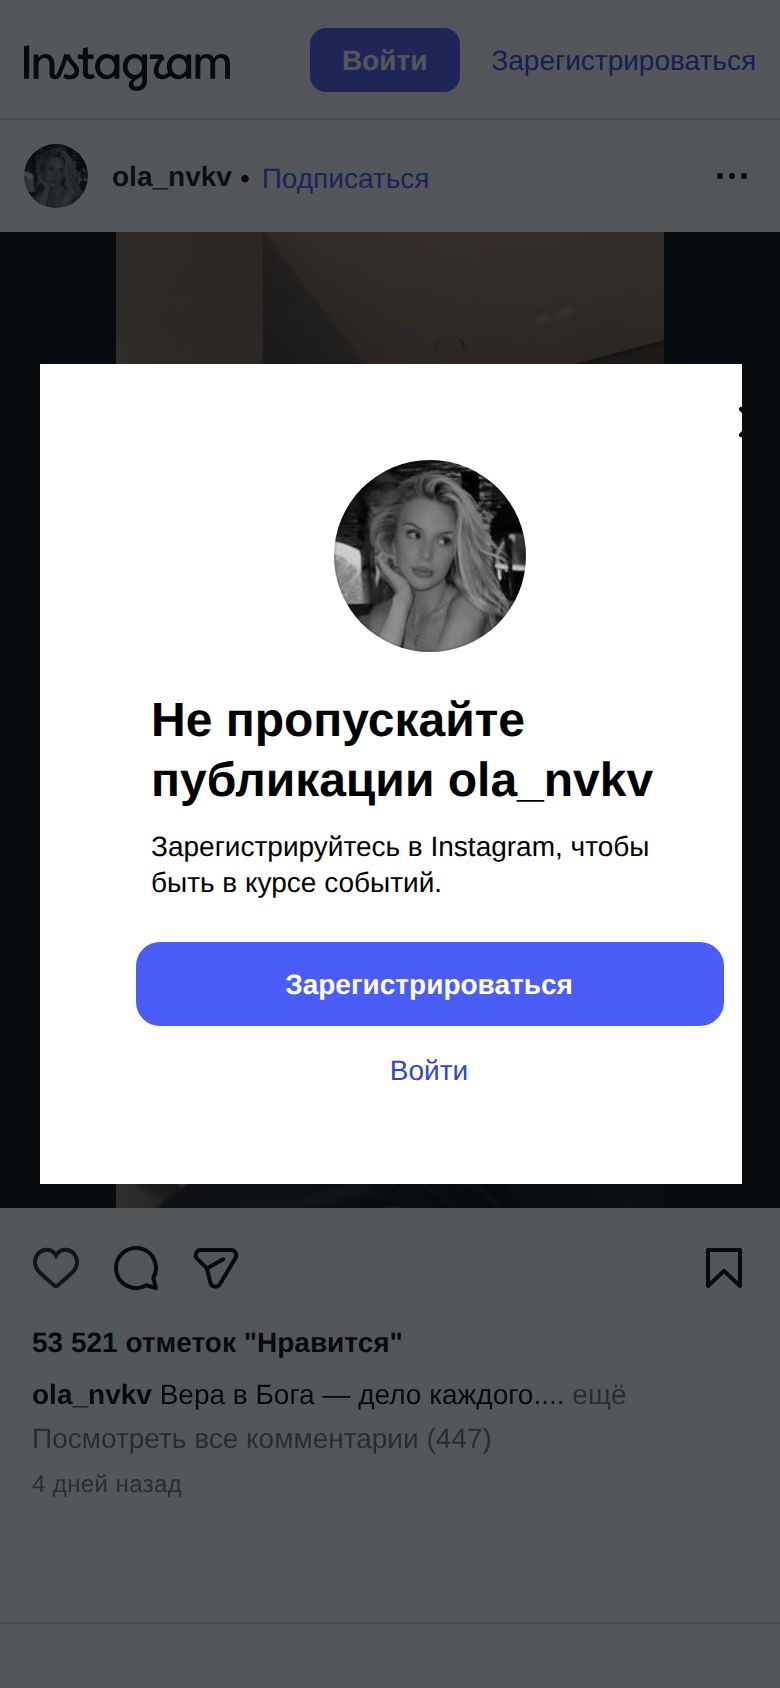 Instagram
Войти
Зарегистрироваться
ola_nvkv • Подписаться
Не пропускайте
публикации ola_nvkv
Зарегистрируйтесь в Instagram, чтобы
быть в курсе событий.
Зарегистрироваться
Войти
53 521 отметок "Нравится"
ola_nvkv Вера в Бога — дело каждого.... ещё
Посмотреть все комментарии (447)
4 дней назад